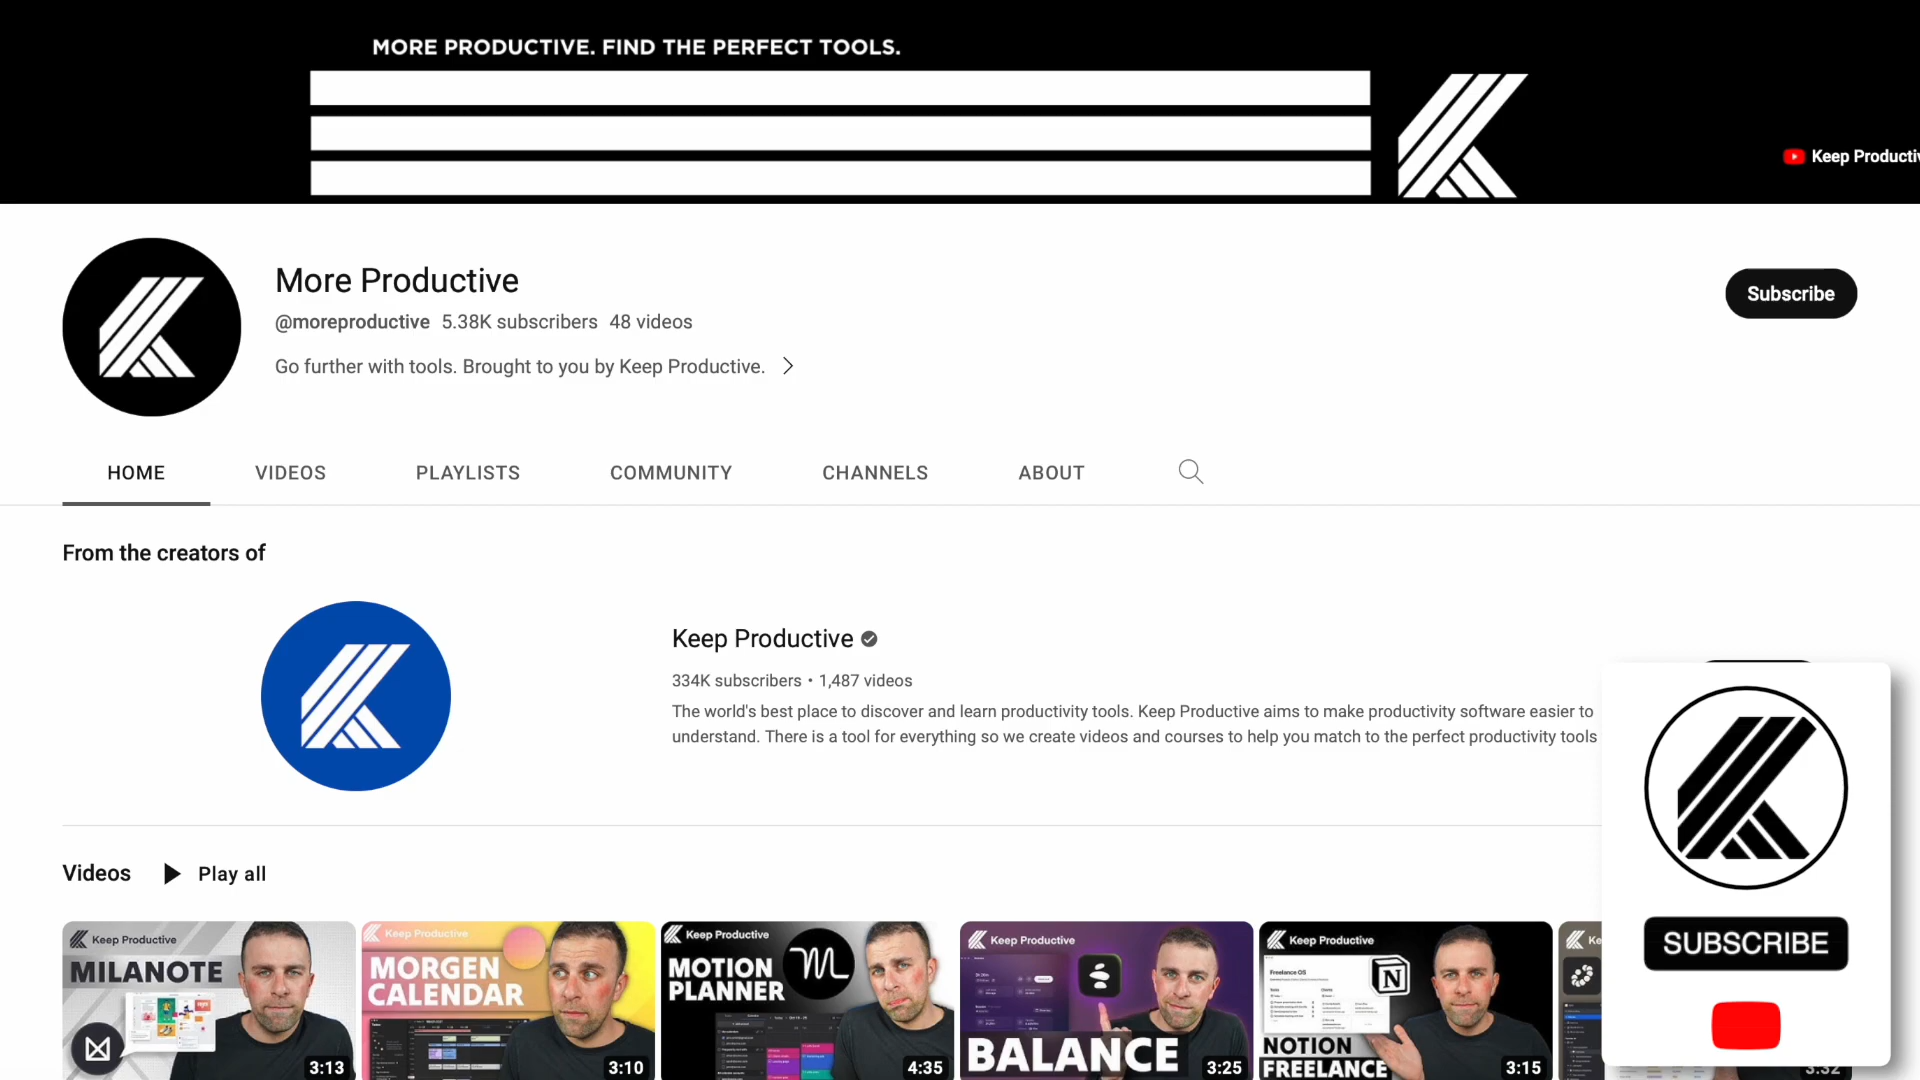 MORE PRODUCTIVE. FIND THE PERFECT TOOLS.
Keep Producti
More Productive
@moreproductive 5.38K subscribers 48 videos
Go further with tools. Brought to you by Keep Productive.
Subscribe
HOME VIDEOS PLAYLISTS COMMUNITY CHANNELS ABOUT
From the creators of
Keep Productive
334K subscribers • 1,487 videos
The world's best place to discover and learn productivity tools. Keep Productive aims to make productivity software easier to
understand. There is a tool for everything so we create videos and courses to help you match to the perfect productivity tools
SUBSCRIBE
Videos Play all
Keep Productive
MILANOTE
3:13
Keep Productive
MORGEN
CALENDAR
3:10
Keep Productive
MOTION
PLANNER
4:35
Keep Productive
BALANCE
3:25
Keep Productive
Freelance OS
NOTION
FREELANCE
3:15
Ke
3:32